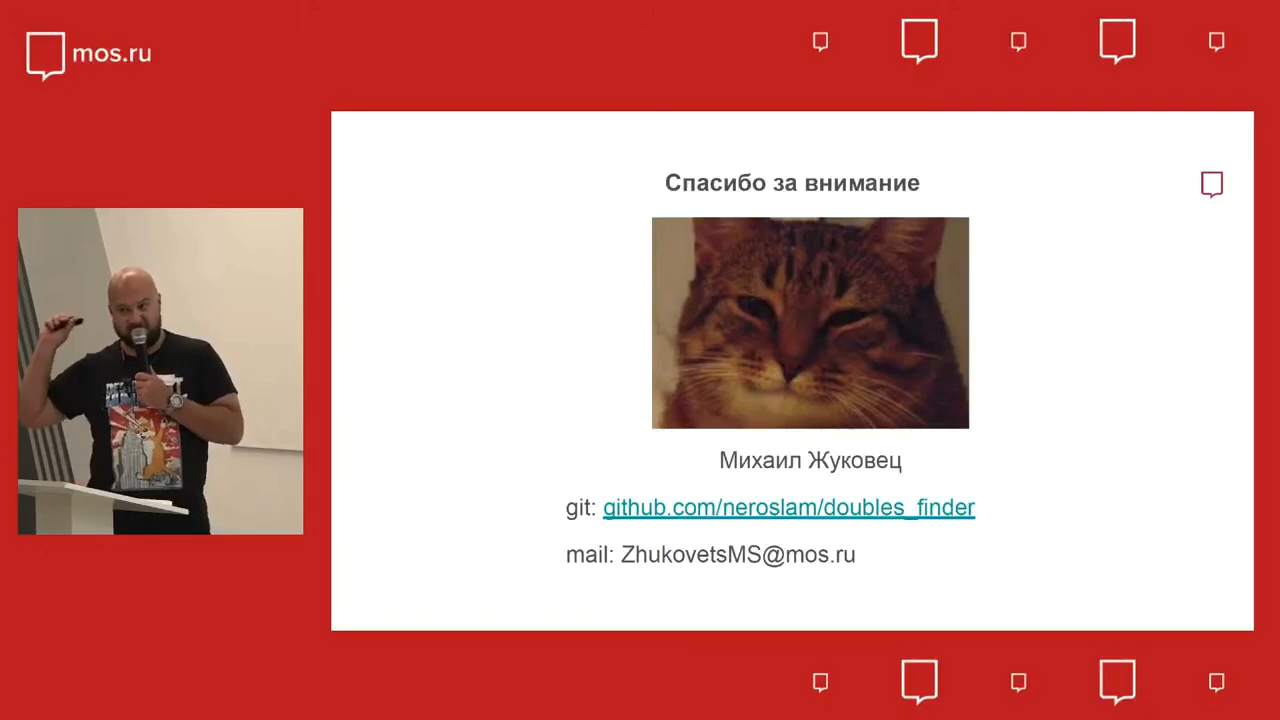 mos.ru
Спасибо за внимание
Михаил Жуковец
git: github.com/neroslam/doubles_finder
mail: ZhukovetsMS@mos.ru